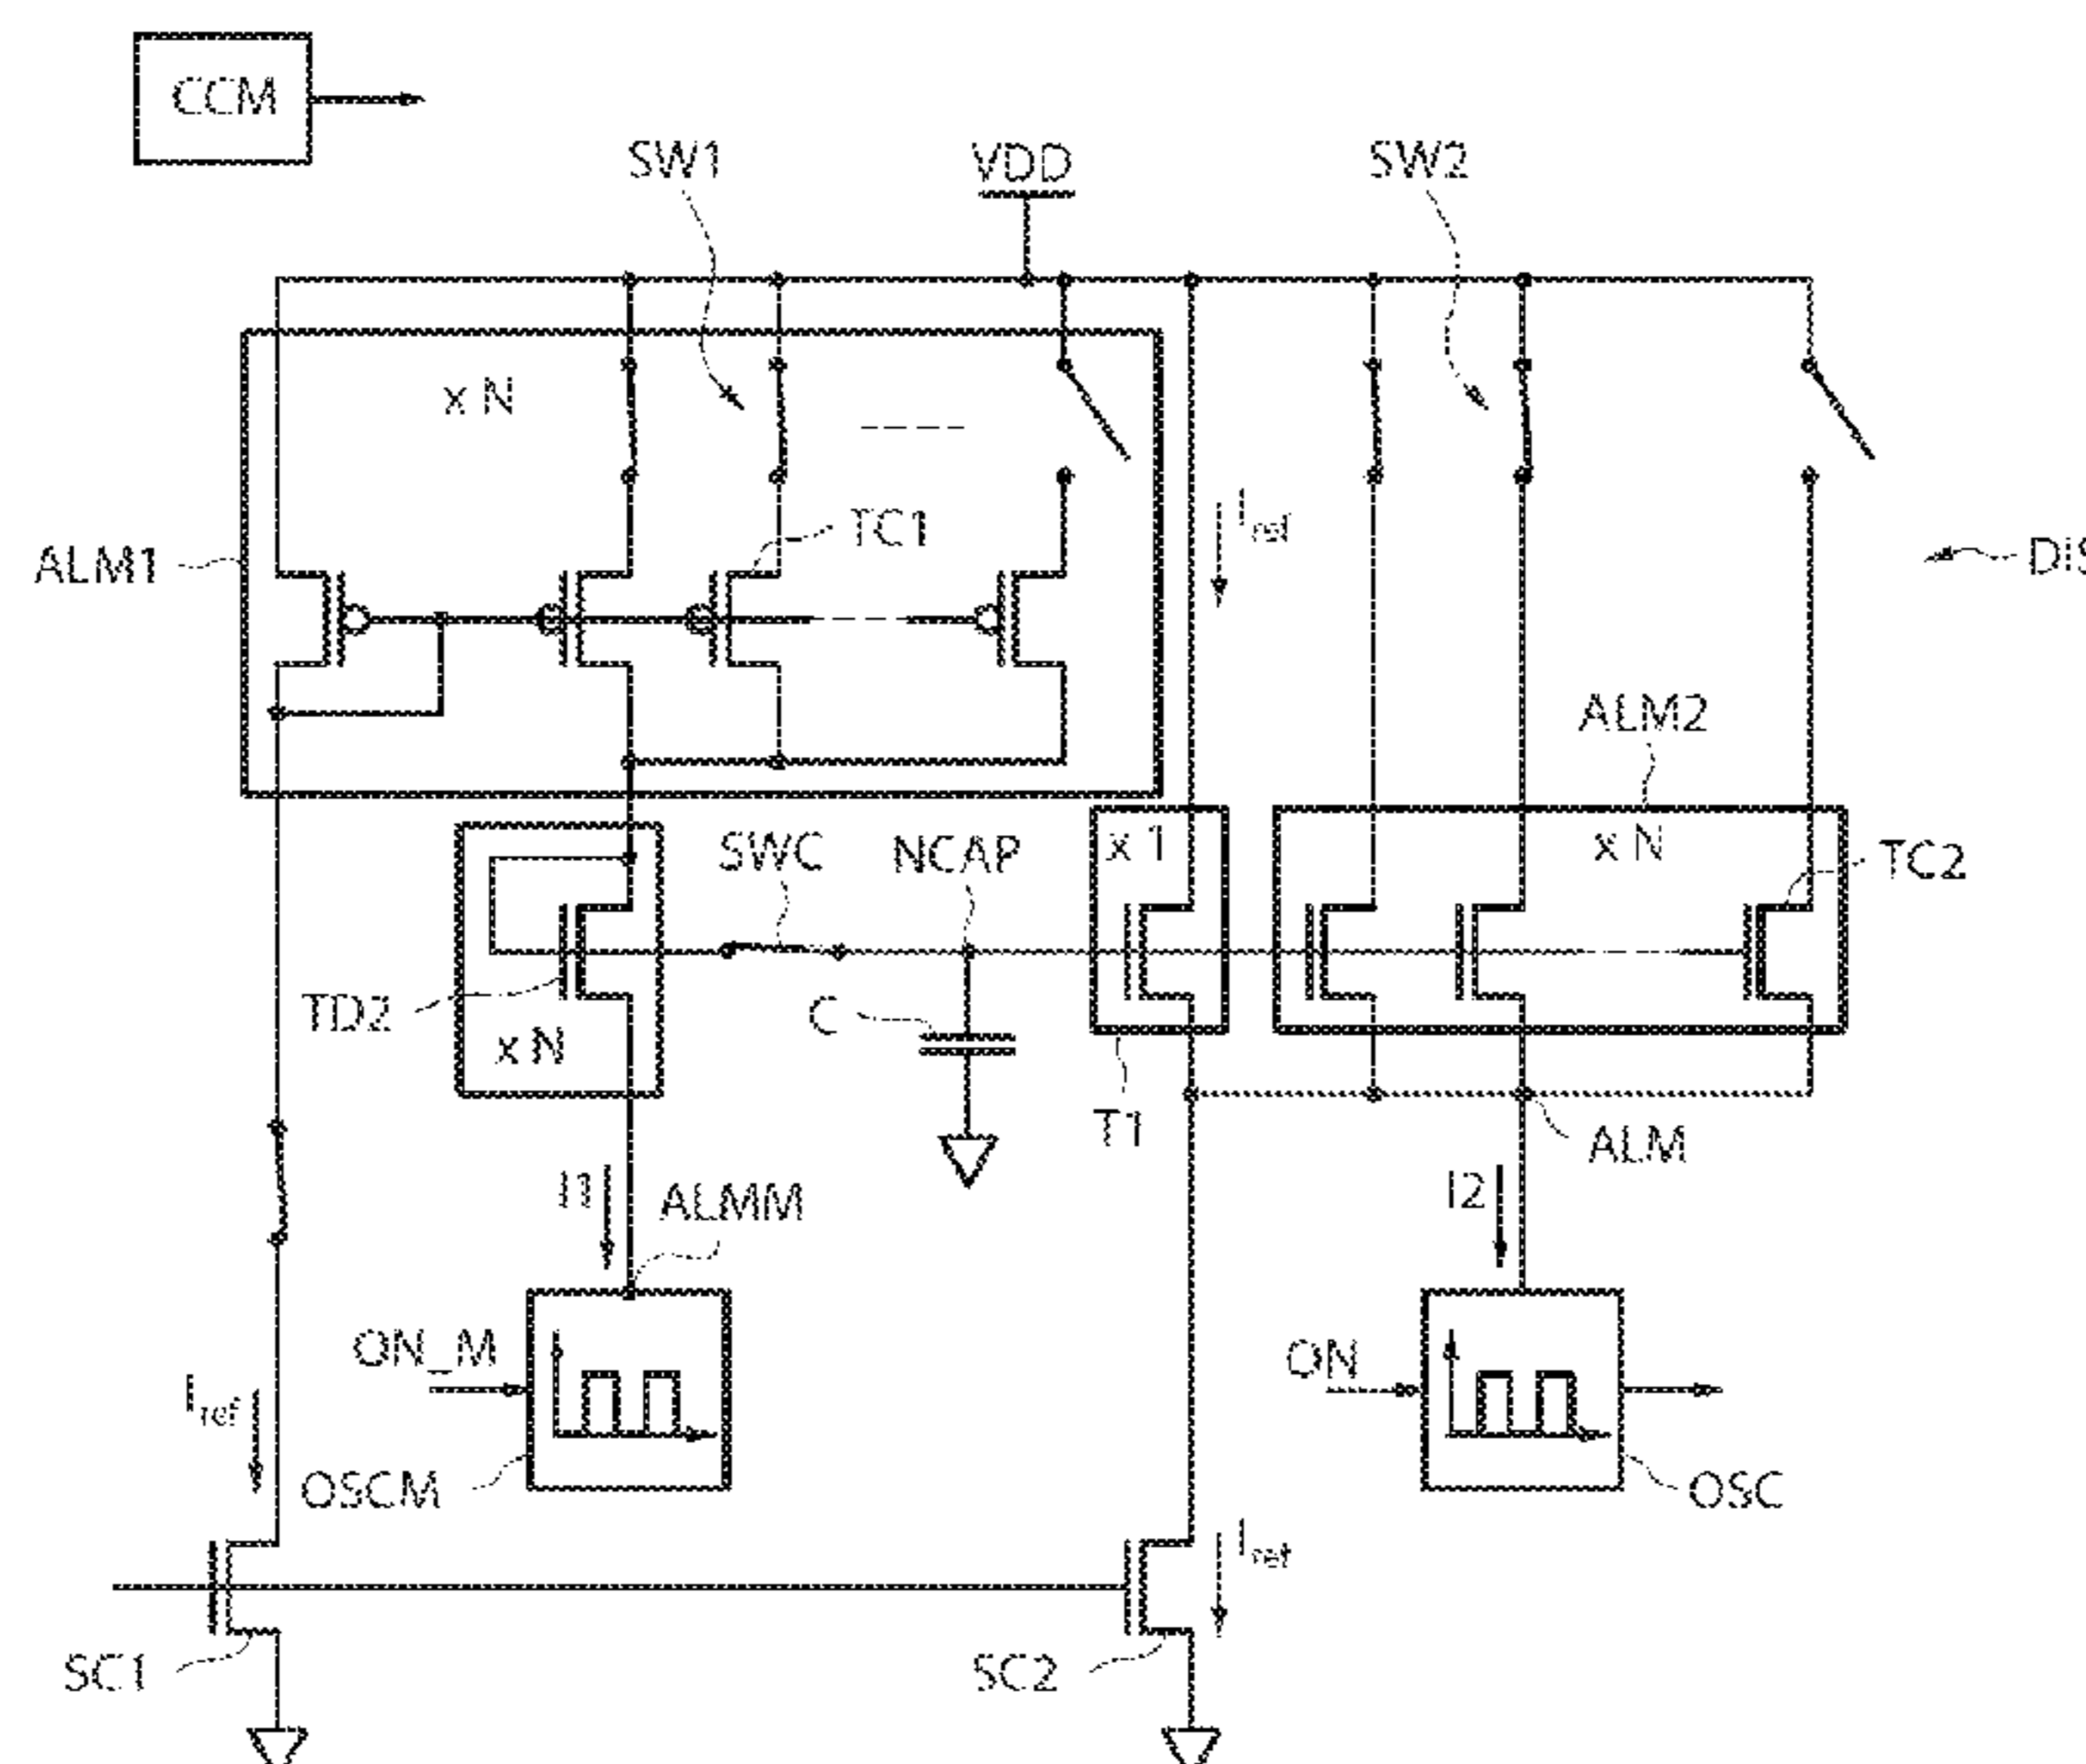 CCM
SW1
VDD
SW2
x N
TC1
Iref
ALM1
DIS
ALM2
x N
x 1
SWC
NCAP
TC2
TD2
C
x N
T1
ALM
I1
ALMM
I2
ON_M
ON
Iref
OSCM
OSC
Iref
SC1
SC2